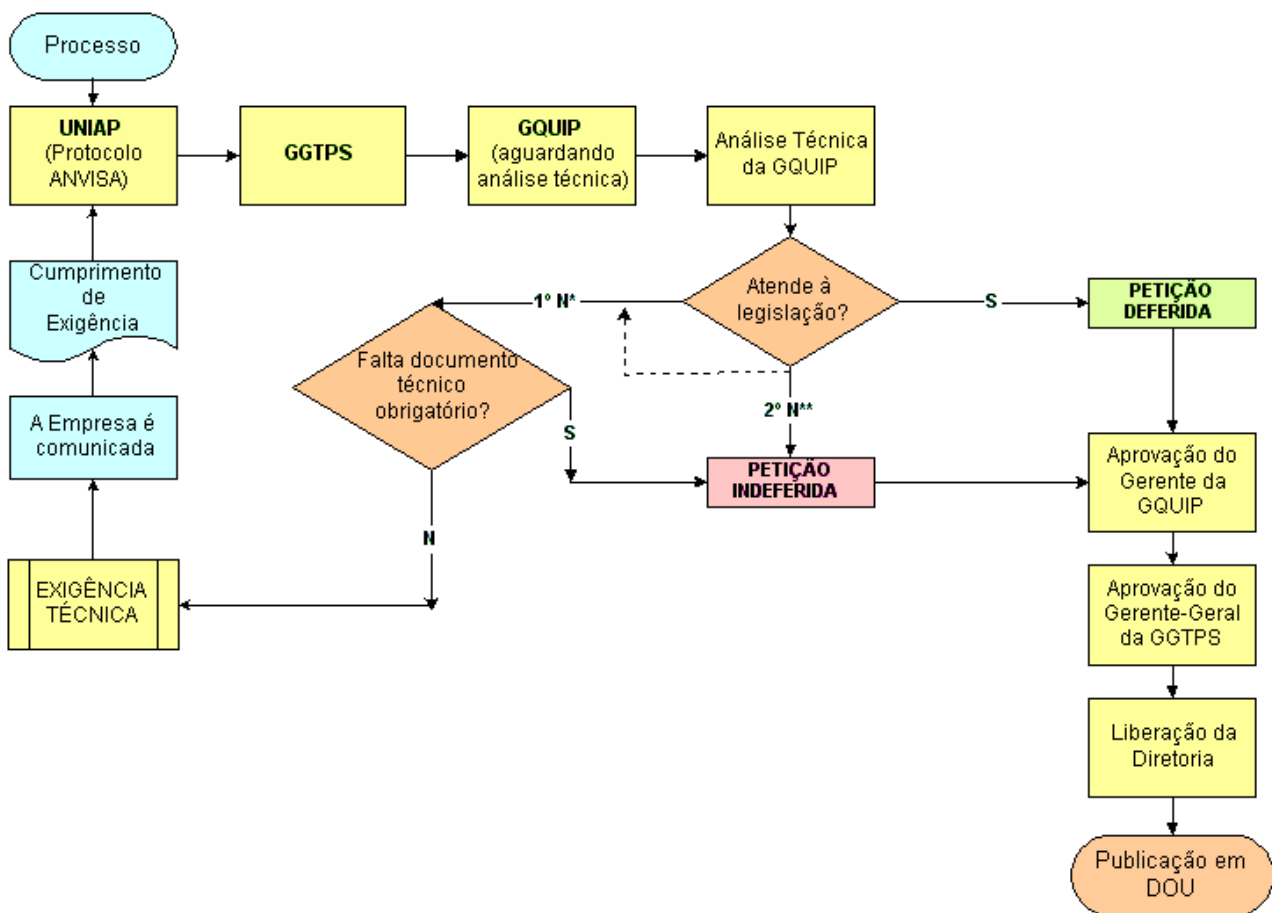 Processo
UNIAP
(Protocolo
ANVISA)
GGTPS
GQUIP
(aguardando
análise técnica)
Análise Técnica
da GQUIP
Cumprimento
de
Exigência
1º N*
Atende à
legislação?
S
PETIÇÃO
DEFERIDA
Falta documento
técnico
obrigatório?
A Empresa é
comunicada
S
2º N**
PETIÇÃO
INDEFERIDA
Aprovação do
Gerente da
GQUIP
N
EXIGÊNCIA
TÉCNICA
Aprovação do
Gerente-Geral
da GGTPS
Liberação da
Diretoria
Publicação em
DOU